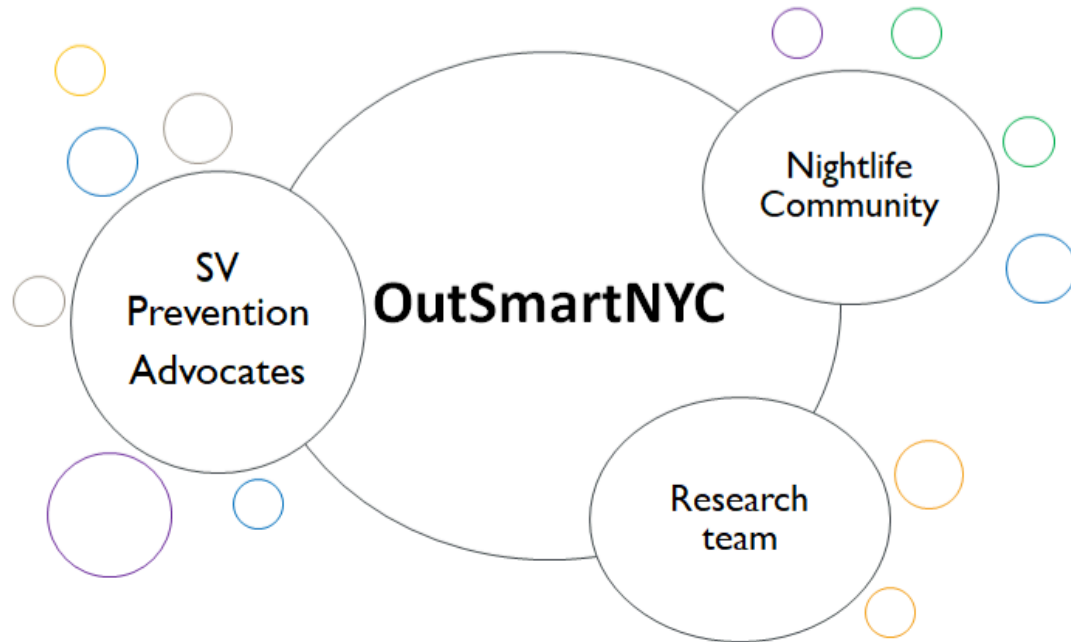 SV
Prevention
Advocates
OutSmartNYC
Nightlife
Community
Research
team